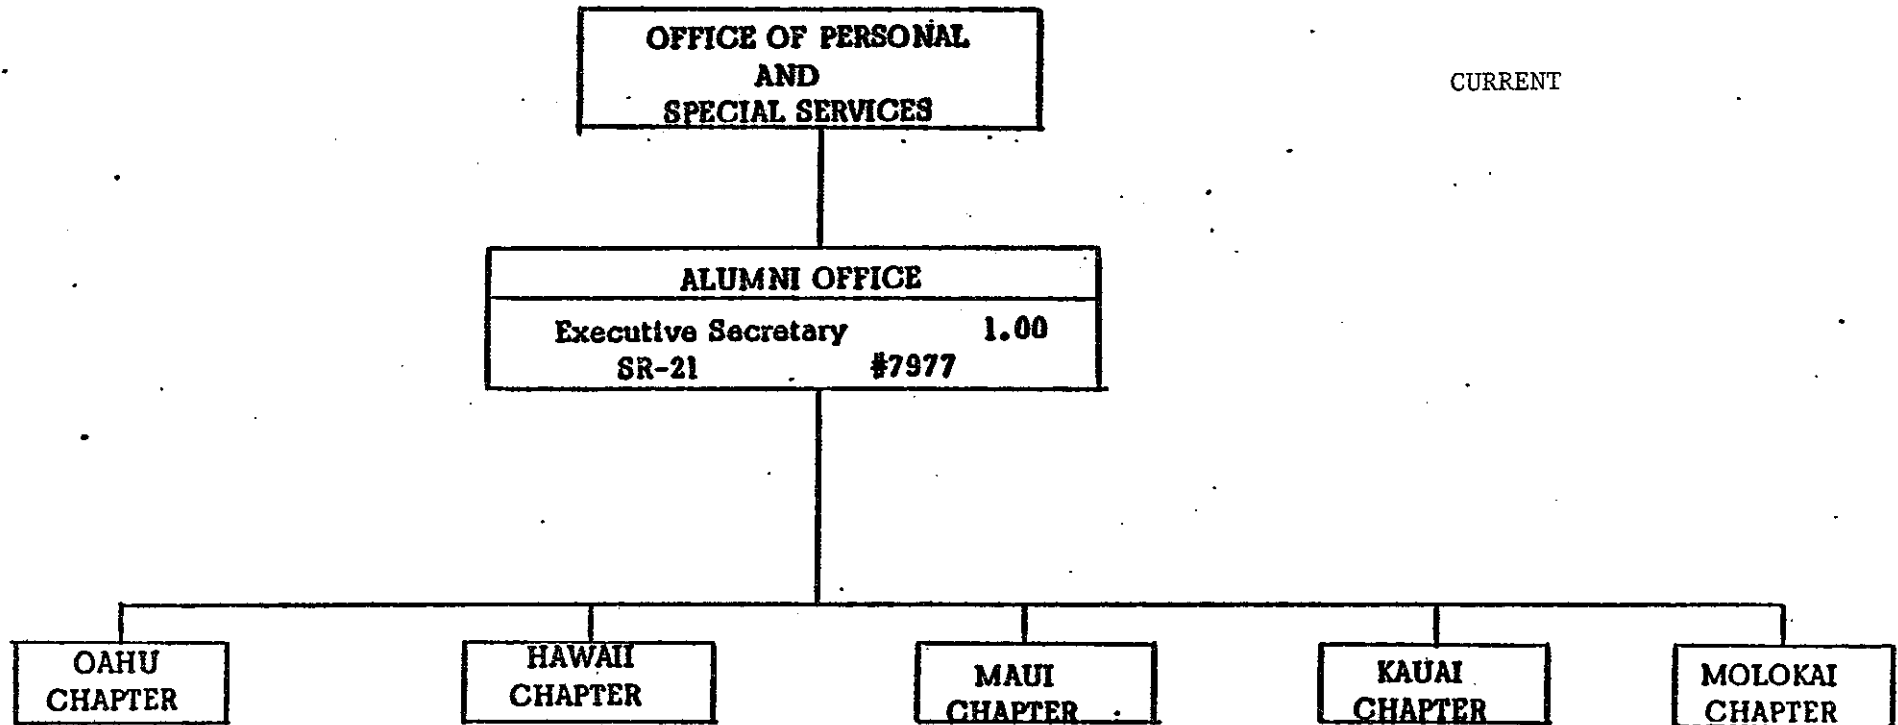 OFFICE OF PERSONAL
AND
SPECIAL SERVICES
CURRENT
ALUMNI OFFICE
Executive Secretary 1.00
SR-21 #7977
OAHU
CHAPTER
HAWAII
CHAPTER
MAUI
CHAPTER
KAUAI
CHAPTER
MOLOKAI
CHAPTER